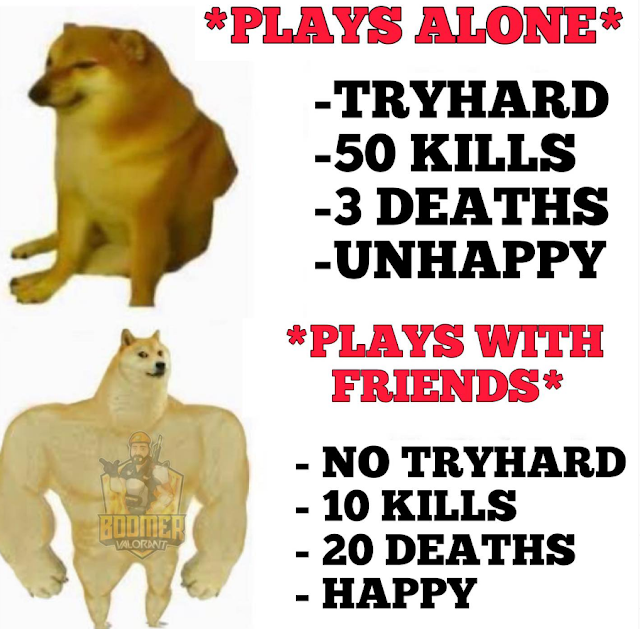 *PLAYS ALONE*
-TRYHARD
-50 KILLS
-3 DEATHS
-UNHAPPY
*PLAYS WITH
FRIENDS*
- NO TRYHARD
- 10 KILLS
- 20 DEATHS
- HAPPY
BOOMER
VALORANT